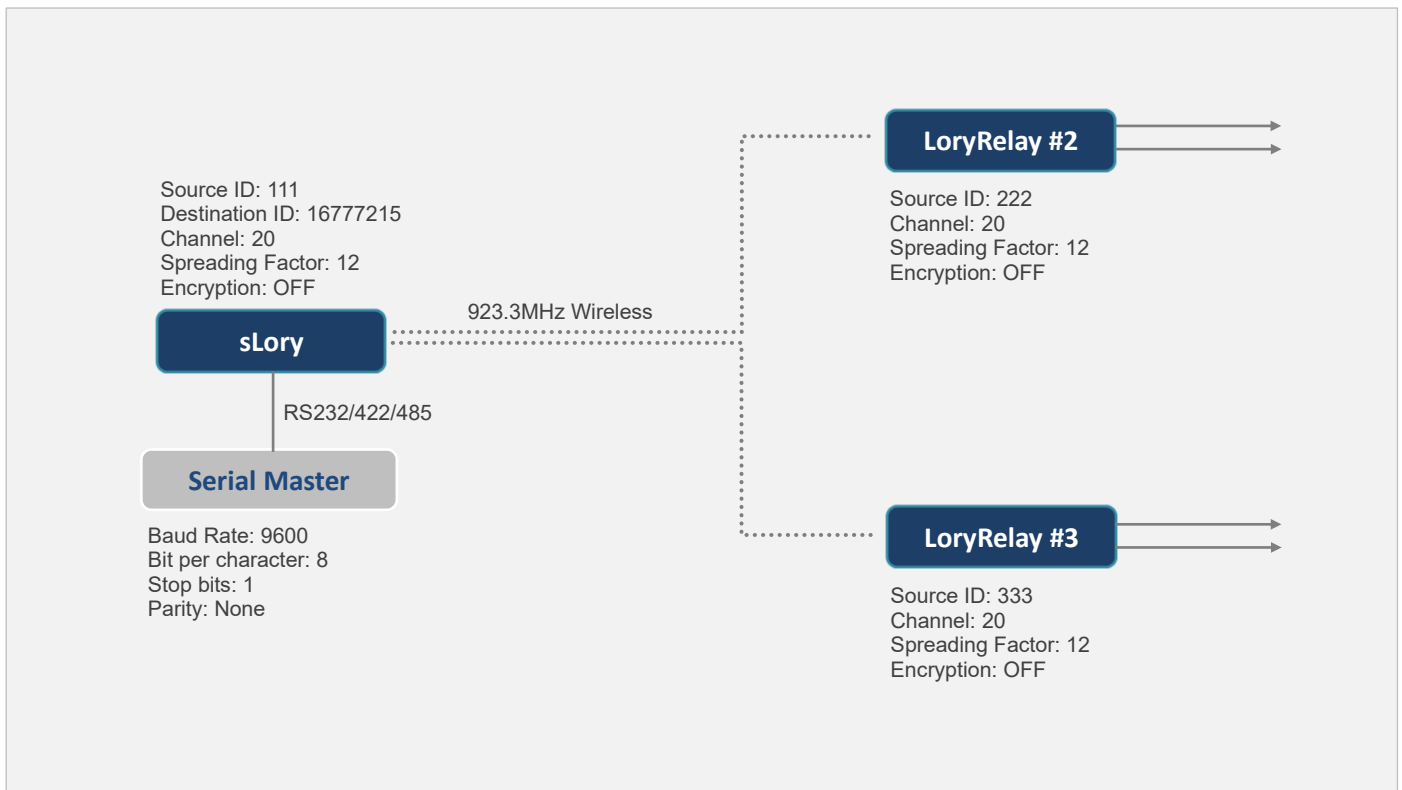 Source ID: 111
Destination ID: 16777215
Channel: 20
Spreading Factor: 12
Encryption: OFF
sLory
RS232/422/485
Serial Master
Baud Rate: 9600
Bit per character: 8
Stop bits: 1
Parity: None
923.3MHz Wireless
LoryRelay #2
Source ID: 222
Channel: 20
Spreading Factor: 12
Encryption: OFF
LoryRelay #3
Source ID: 333
Channel: 20
Spreading Factor: 12
Encryption: OFF